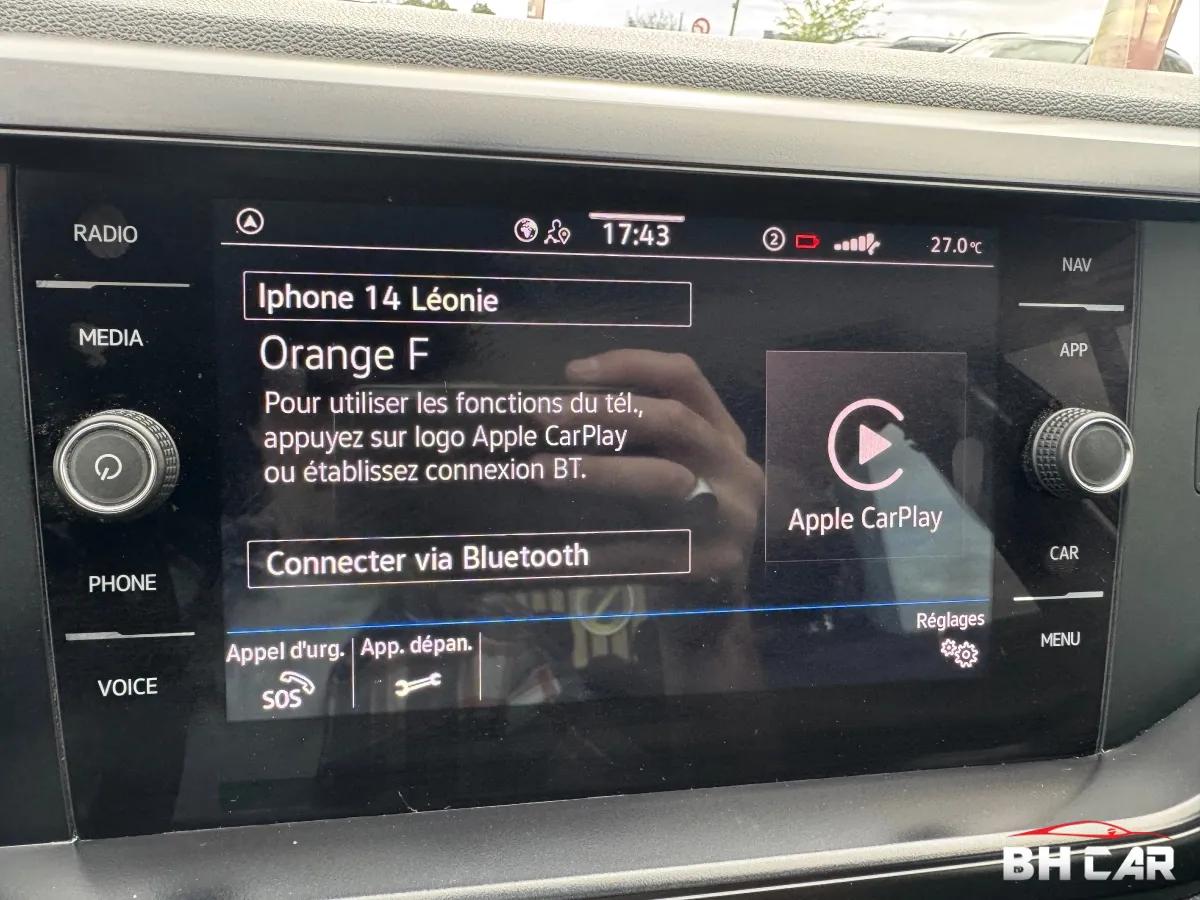 RADIO
MEDIA
PHONE
VOICE
17:43
2
27.0°C
Iphone 14 Léonie
Orange F
Pour utiliser les fonctions du tél.,
appuyez sur logo Apple CarPlay
ou établissez connexion BT.
Apple CarPlay
Connecter via Bluetooth
Appel d'urg.
SOS
App. dépan.
Réglages
NAV
APP
CAR
MENU
BH CAR